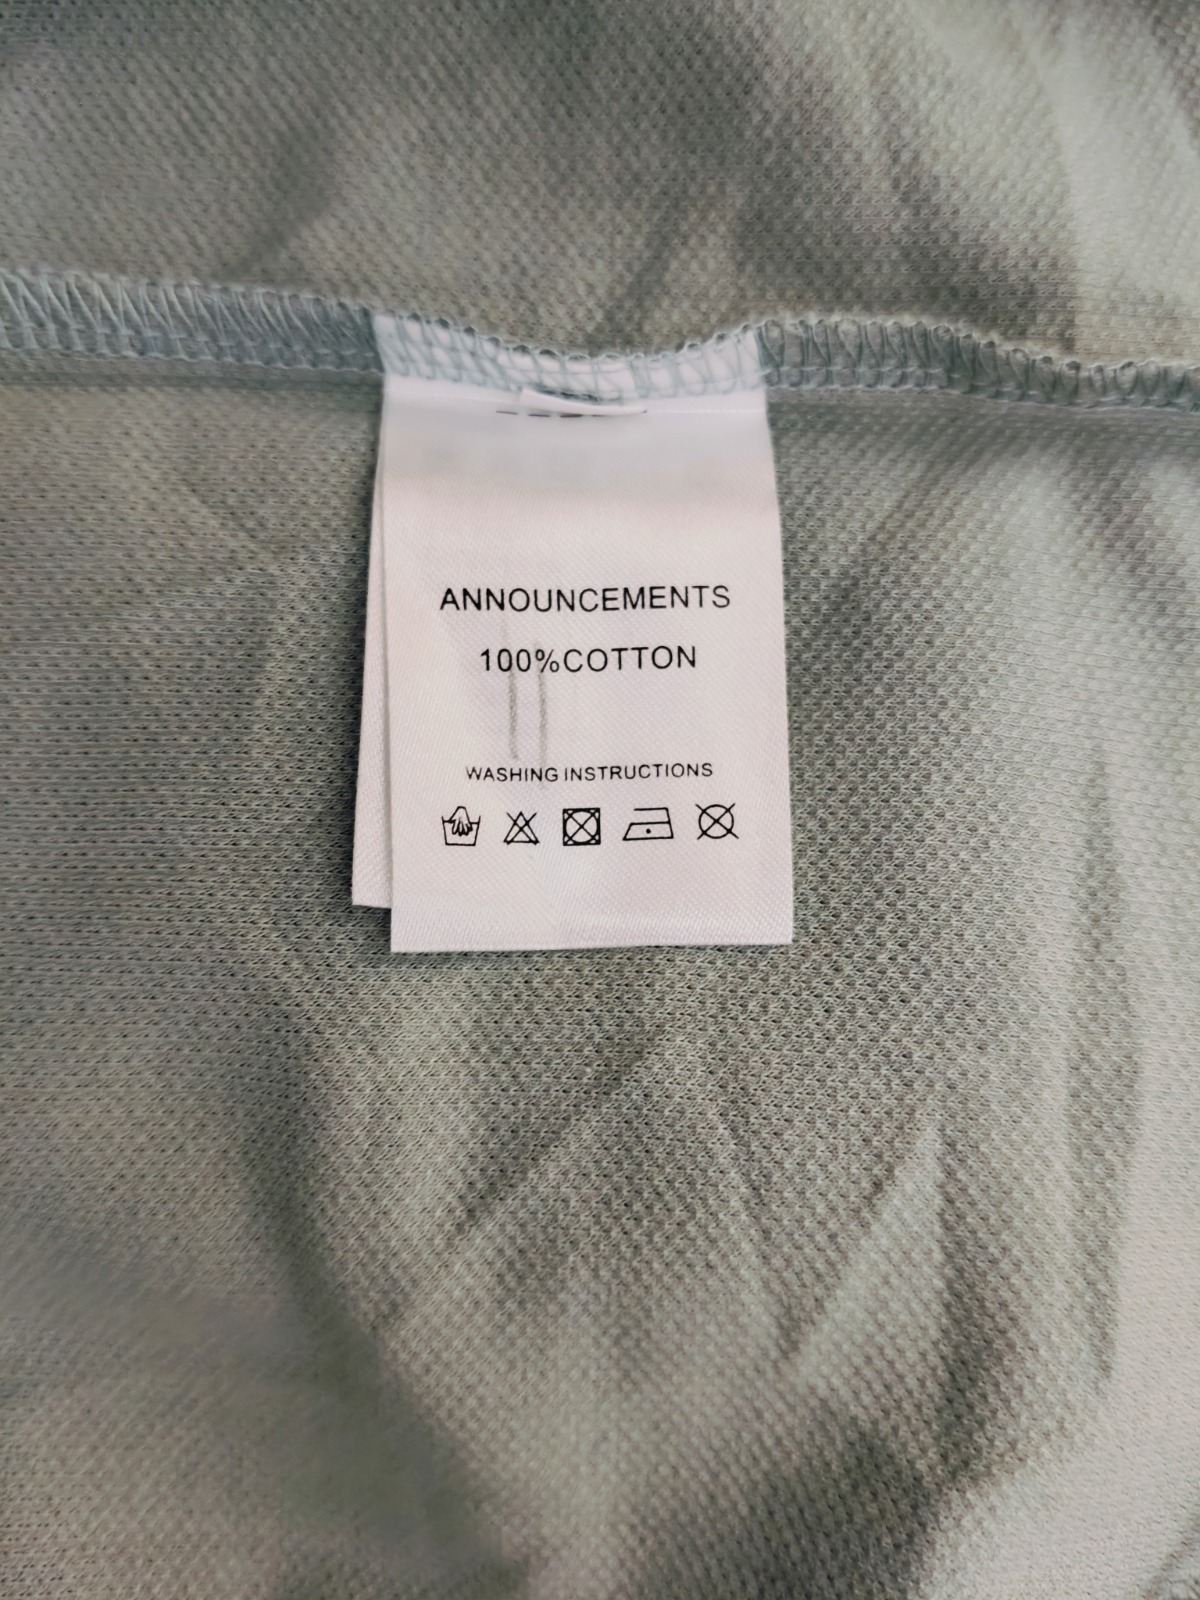 ANNOUNCEMENTS
100%COTTON
WASHING INSTRUCTIONS